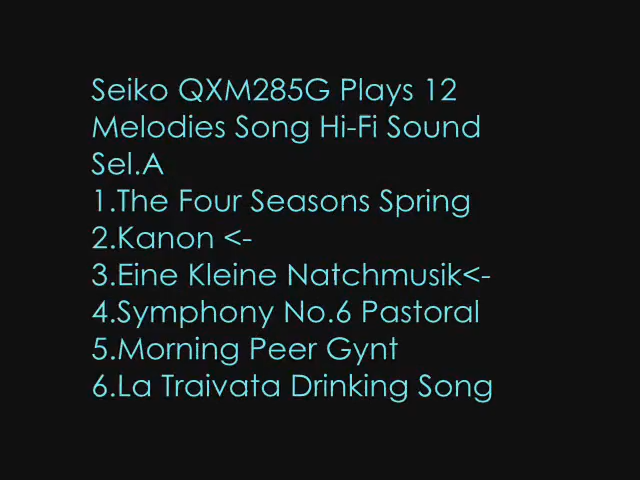 Seiko QXM285G Plays 12
Melodies Song Hi-Fi Sound
Sel.A
1.The Four Seasons Spring
2.Kanon <-
3.Eine Kleine Natchmusik<-
4.Symphony No.6 Pastoral
5.Morning Peer Gynt
6.La Traivata Drinking Song